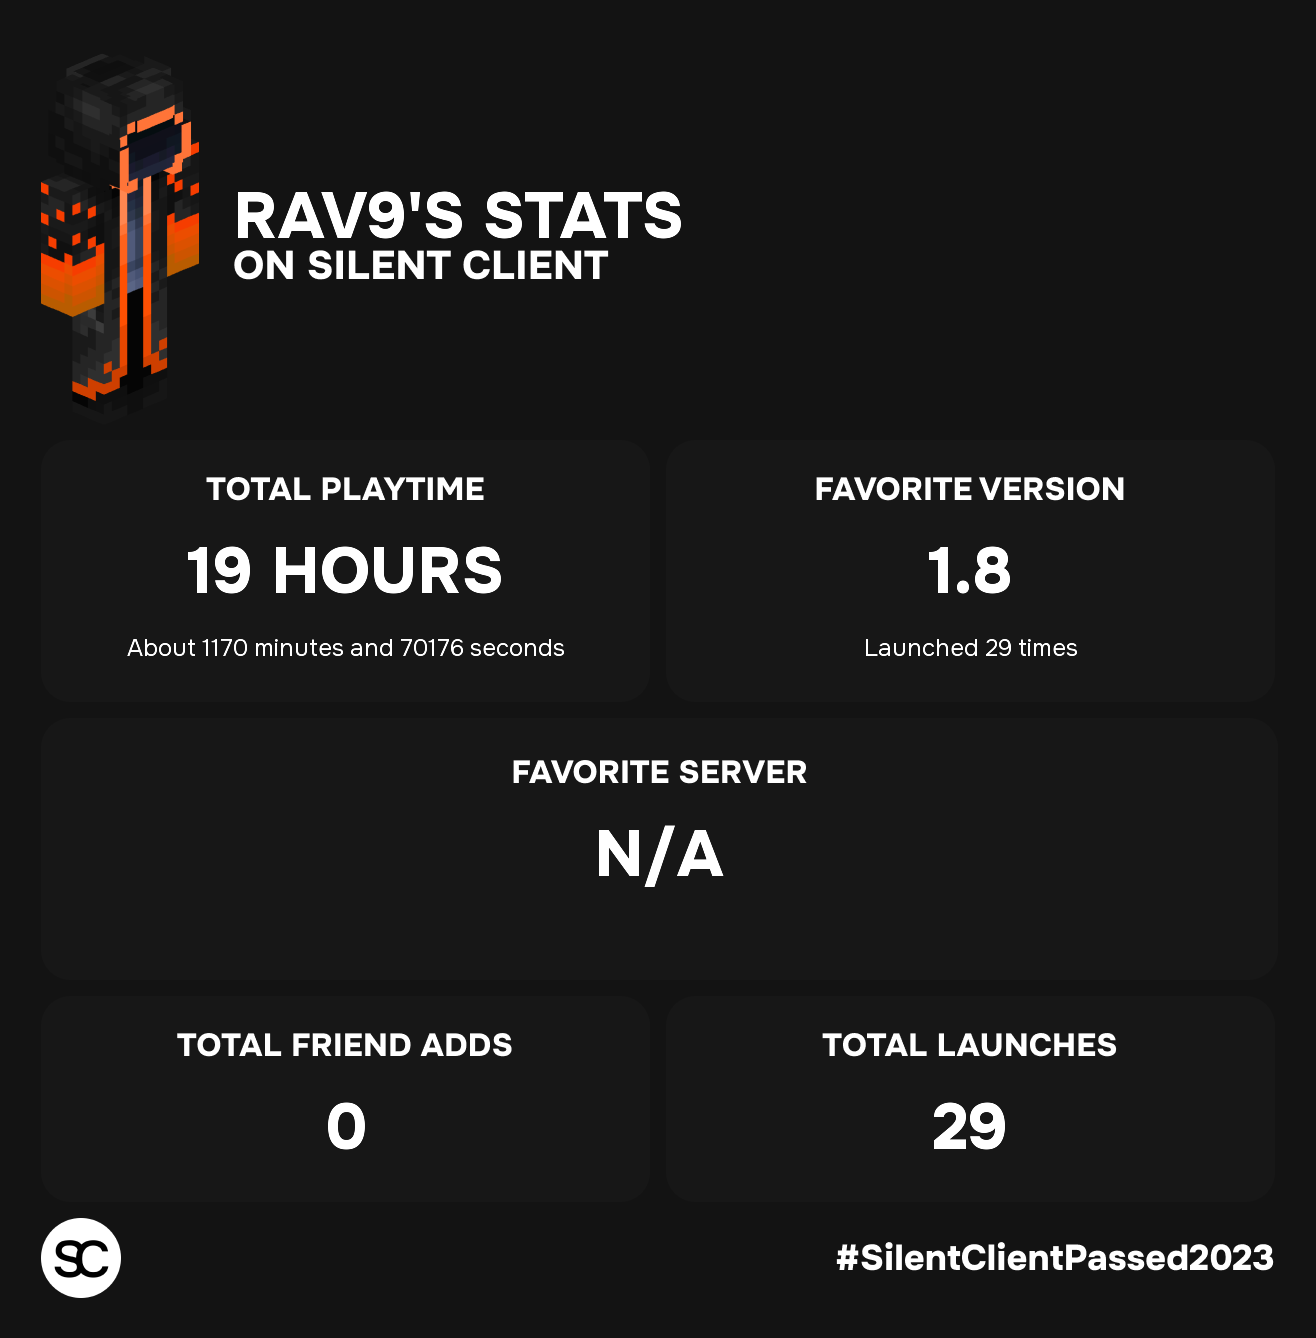 RAV9'S STATS
ON SILENT CLIENT
TOTAL PLAYTIME
19 HOURS
About 1170 minutes and 70176 seconds
FAVORITE VERSION
1.8
Launched 29 times
FAVORITE SERVER
N/A
TOTAL FRIEND ADDS
0
TOTAL LAUNCHES
29
SC
#SilentClientPassed2023